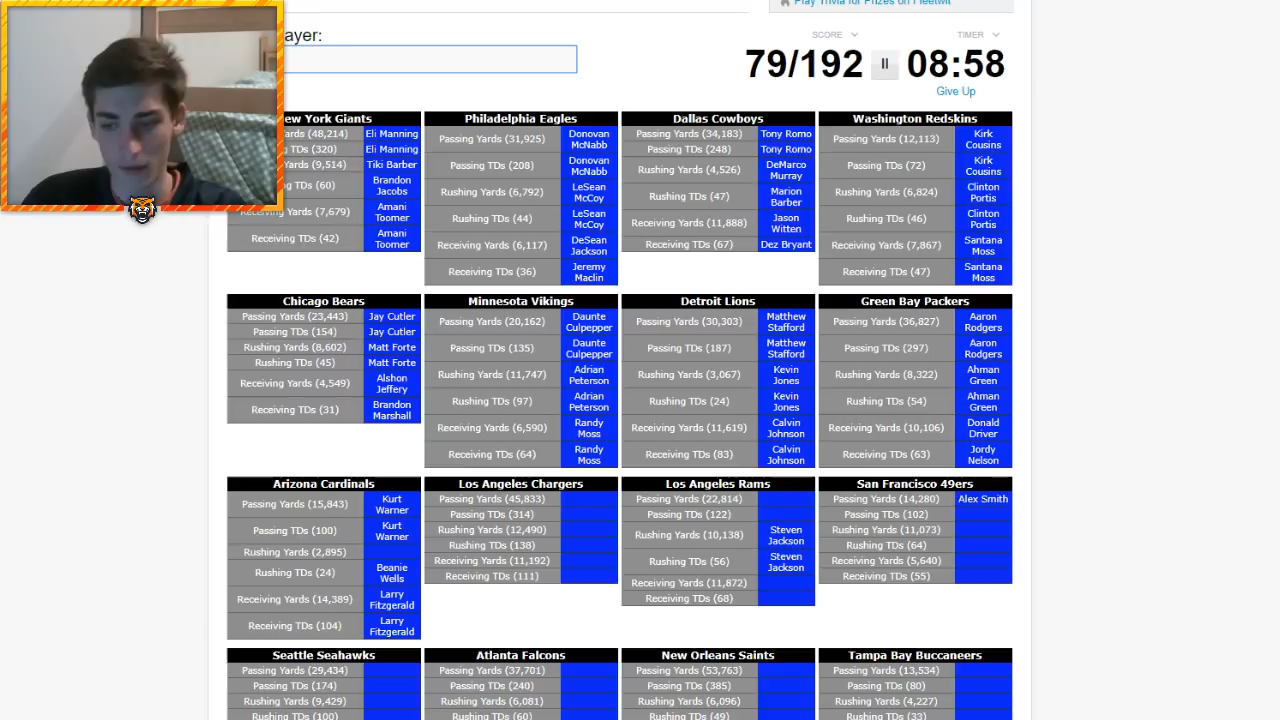 Play Trivia for Prizes on FleetWit
ayer:
SCORE
TIMER
79/192
08:58
Give Up
New York Giants
Yards (48,214) Eli Manning
ng TDs (320) Eli Manning
Yards (9,514) Tiki Barber
ng TDs (60) Brandon Jacobs
Receiving Yards (7,679) Amani Toomer
Receiving TDs (42) Amani Toomer
Philadelphia Eagles
Passing Yards (31,925) Donovan McNabb
Passing TDs (208) Donovan McNabb
Rushing Yards (6,792) LeSean McCoy
Rushing TDs (44) LeSean McCoy
Receiving Yards (6,117) DeSean Jackson
Receiving TDs (36) Jeremy Maclin
Dallas Cowboys
Passing Yards (34,183) Tony Romo
Passing TDs (248) Tony Romo
Rushing Yards (4,526) DeMarco Murray
Rushing TDs (47) Marion Barber
Receiving Yards (11,888) Jason Witten
Receiving TDs (67) Dez Bryant
Washington Redskins
Passing Yards (12,113) Kirk Cousins
Passing TDs (72) Kirk Cousins
Rushing Yards (6,824) Clinton Portis
Rushing TDs (46) Clinton Portis
Receiving Yards (7,867) Santana Moss
Receiving TDs (47) Santana Moss
Chicago Bears
Passing Yards (23,443) Jay Cutler
Passing TDs (154) Jay Cutler
Rushing Yards (8,602) Matt Forte
Rushing TDs (45) Matt Forte
Receiving Yards (4,549) Alshon Jeffery
Receiving TDs (31) Brandon Marshall
Minnesota Vikings
Passing Yards (20,162) Daunte Culpepper
Passing TDs (135) Daunte Culpepper
Rushing Yards (11,747) Adrian Peterson
Rushing TDs (97) Adrian Peterson
Receiving Yards (6,590) Randy Moss
Receiving TDs (64) Randy Moss
Detroit Lions
Passing Yards (30,303) Matthew Stafford
Passing TDs (187) Matthew Stafford
Rushing Yards (3,067) Kevin Jones
Rushing TDs (24) Kevin Jones
Receiving Yards (11,619) Calvin Johnson
Receiving TDs (83) Calvin Johnson
Green Bay Packers
Passing Yards (36,827) Aaron Rodgers
Passing TDs (297) Aaron Rodgers
Rushing Yards (8,322) Ahman Green
Rushing TDs (54) Ahman Green
Receiving Yards (10,106) Donald Driver
Receiving TDs (63) Jordy Nelson
Arizona Cardinals
Passing Yards (15,843) Kurt Warner
Passing TDs (100) Kurt Warner
Rushing Yards (2,895)
Rushing TDs (24) Beanie Wells
Receiving Yards (14,389) Larry Fitzgerald
Receiving TDs (104) Larry Fitzgerald
Los Angeles Chargers
Passing Yards (45,833)
Passing TDs (314)
Rushing Yards (12,490)
Rushing TDs (138)
Receiving Yards (11,192)
Receiving TDs (111)
Los Angeles Rams
Passing Yards (22,814)
Passing TDs (122)
Rushing Yards (10,138) Steven Jackson
Rushing TDs (56) Steven Jackson
Receiving Yards (11,872)
Receiving TDs (68)
San Francisco 49ers
Passing Yards (14,280) Alex Smith
Passing TDs (102)
Rushing Yards (11,073)
Rushing TDs (64)
Receiving Yards (5,640)
Receiving TDs (55)
Seattle Seahawks
Passing Yards (29,434)
Passing TDs (174)
Rushing Yards (9,429)
Rushing TDs (100)
Atlanta Falcons
Passing Yards (37,701)
Passing TDs (240)
Rushing Yards (6,081)
Rushing TDs (60)
New Orleans Saints
Passing Yards (53,763)
Passing TDs (385)
Rushing Yards (6,096)
Rushing TDs (49)
Tampa Bay Buccaneers
Passing Yards (13,534)
Passing TDs (80)
Rushing Yards (4,227)
Rushing TDs (33)